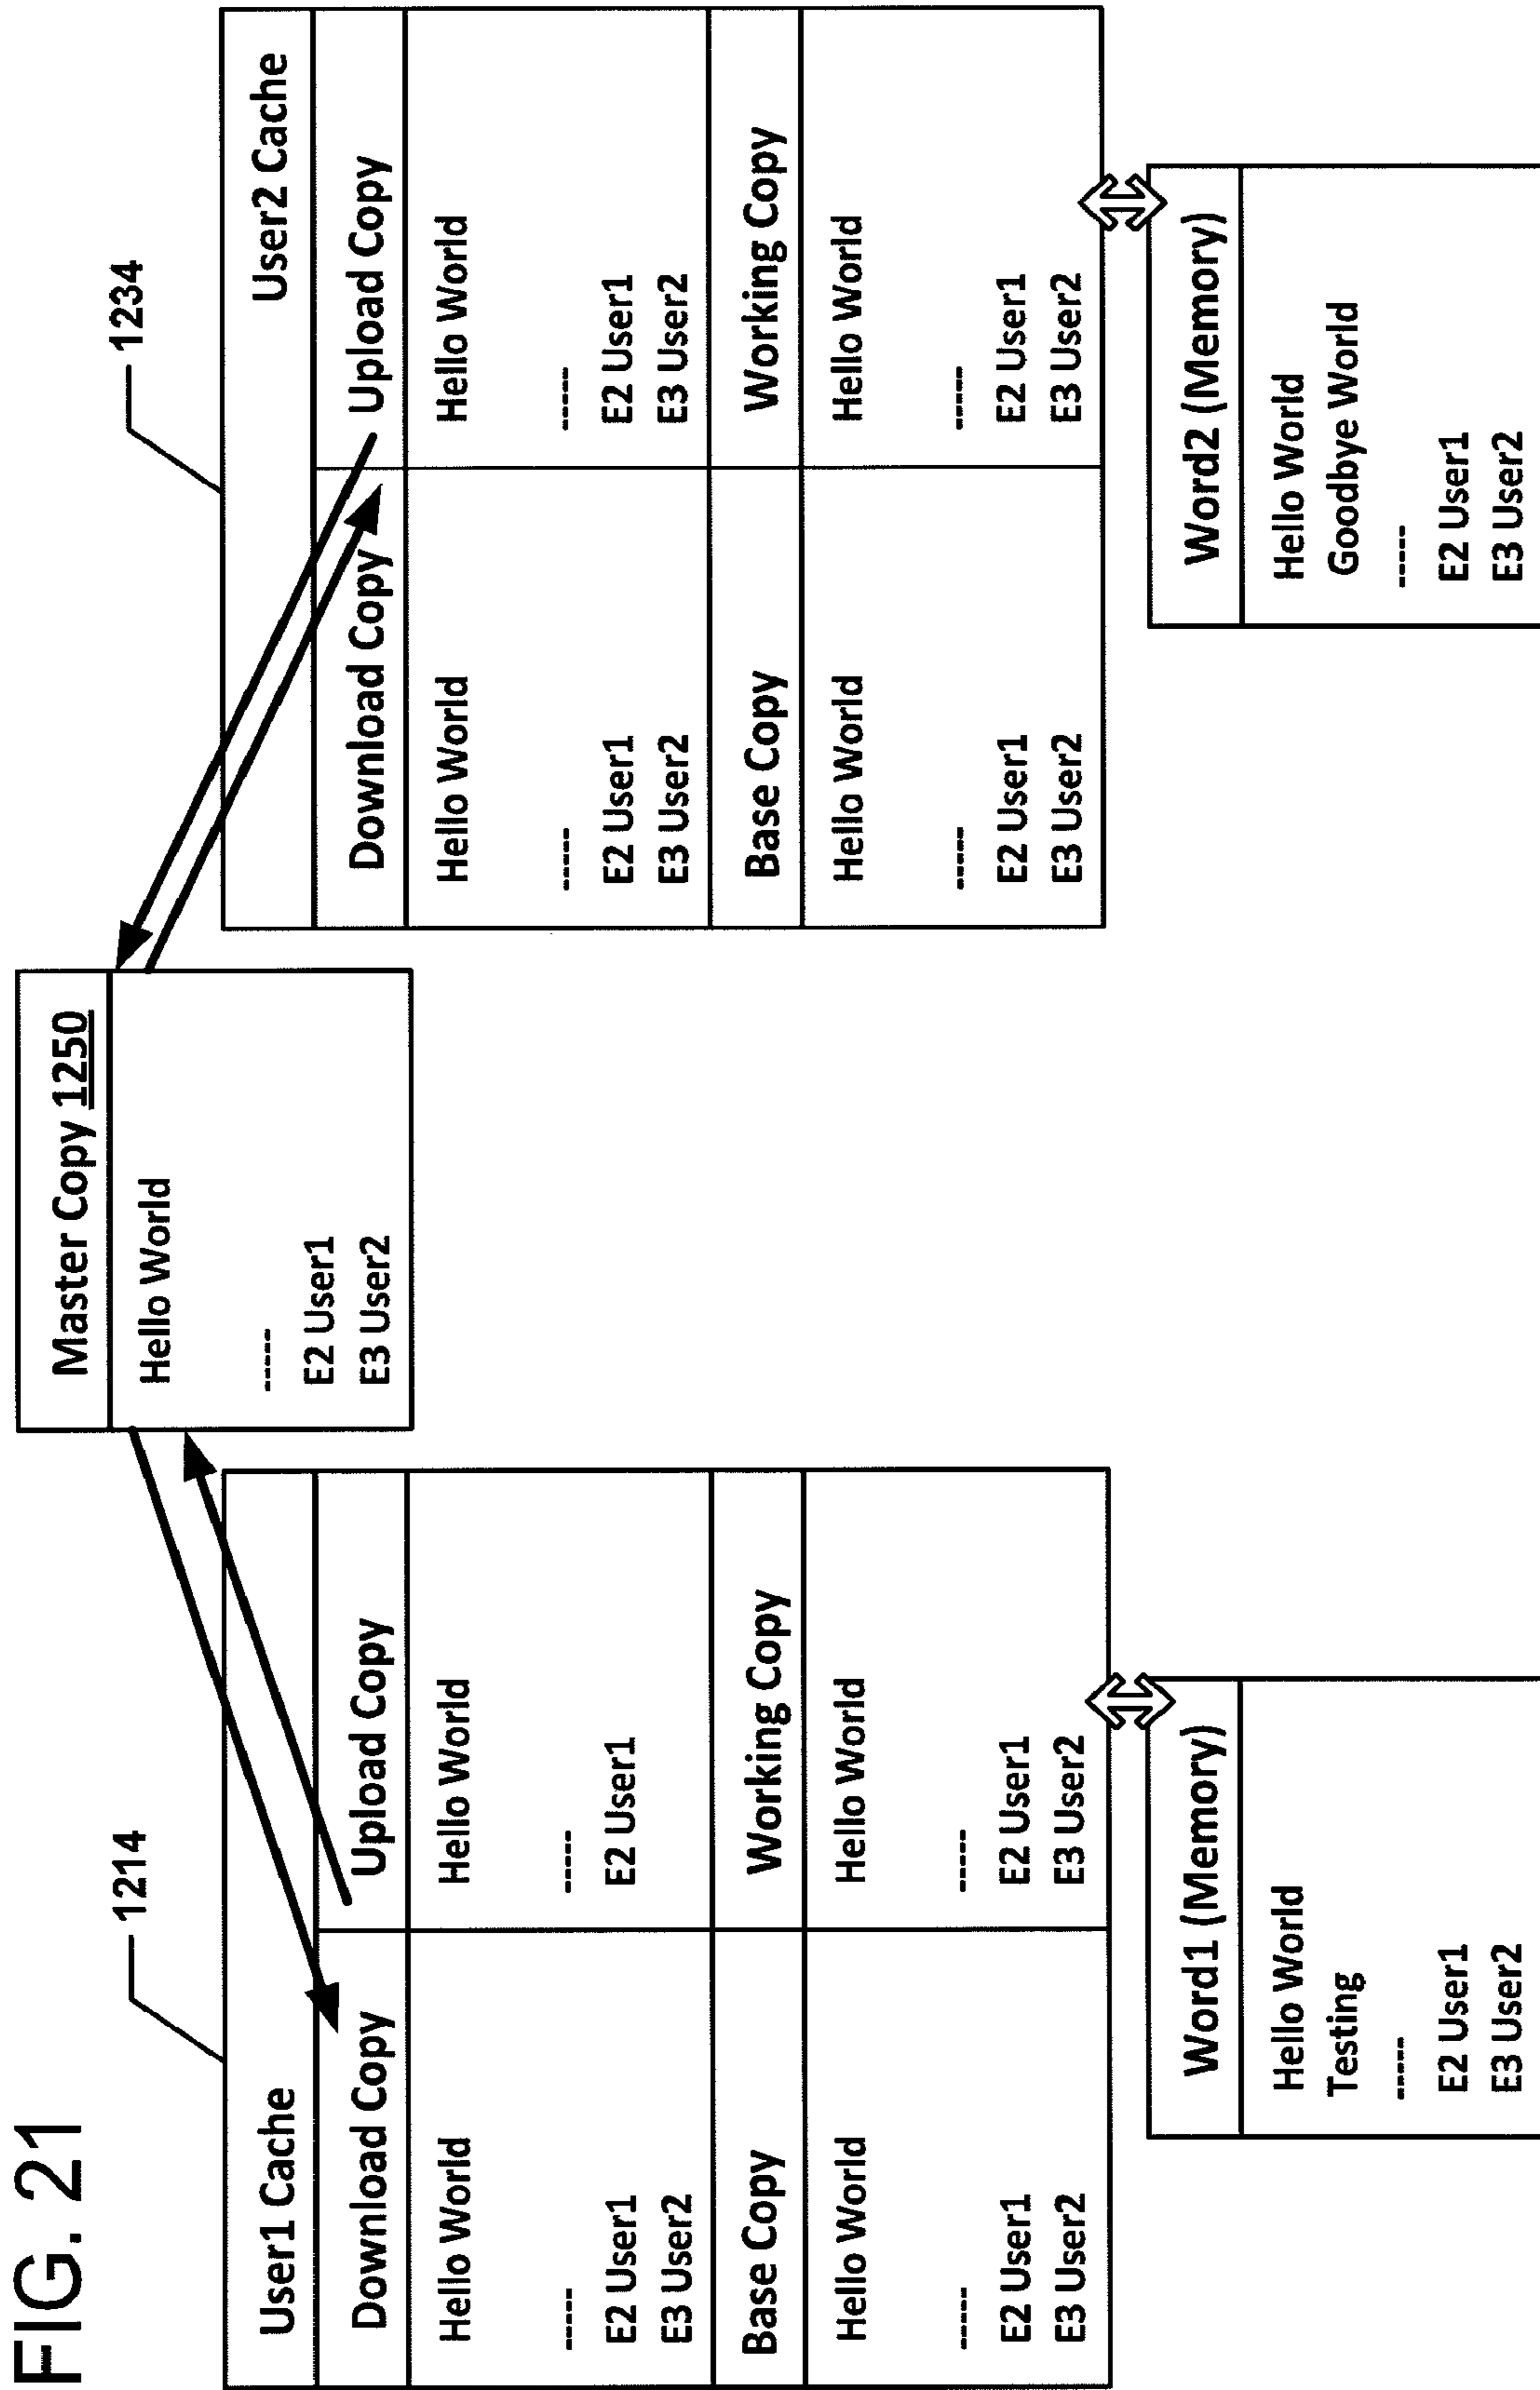 FIG. 21
Master Copy 1250
Hello World
-----
E2 User1
E3 User2
1214
User1 Cache
Download Copy
Hello World
-----
E2 User1
E3 User2
Upload Copy
Hello World
-----
E2 User1
Base Copy
Hello World
-----
E2 User1
E3 User2
Working Copy
Hello World
-----
E2 User1
E3 User2
Word1 (Memory)
Hello World
Testing
-----
E2 User1
E3 User2
1234
User2 Cache
Download Copy
Hello World
-----
E2 User1
E3 User2
Upload Copy
Hello World
-----
E2 User1
E3 User2
Base Copy
Hello World
-----
E2 User1
E3 User2
Working Copy
Hello World
-----
E2 User1
E3 User2
Word2 (Memory)
Hello World
Goodbye World
-----
E2 User1
E3 User2